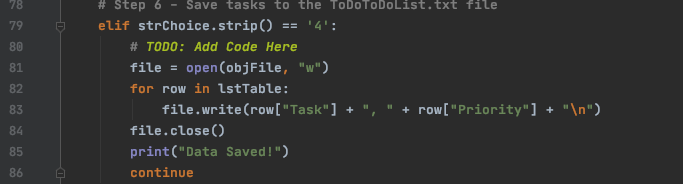 78 # Step 6 - Save tasks to the ToDoToDoList.txt file
79 elif strChoice.strip() == '4':
80 # TODO: Add Code Here
81 file = open(objFile, "w")
82 for row in lstTable:
83 file.write(row["Task"] + ", " + row["Priority"] + "\n")
84 file.close()
85 print("Data Saved!")
86 continue